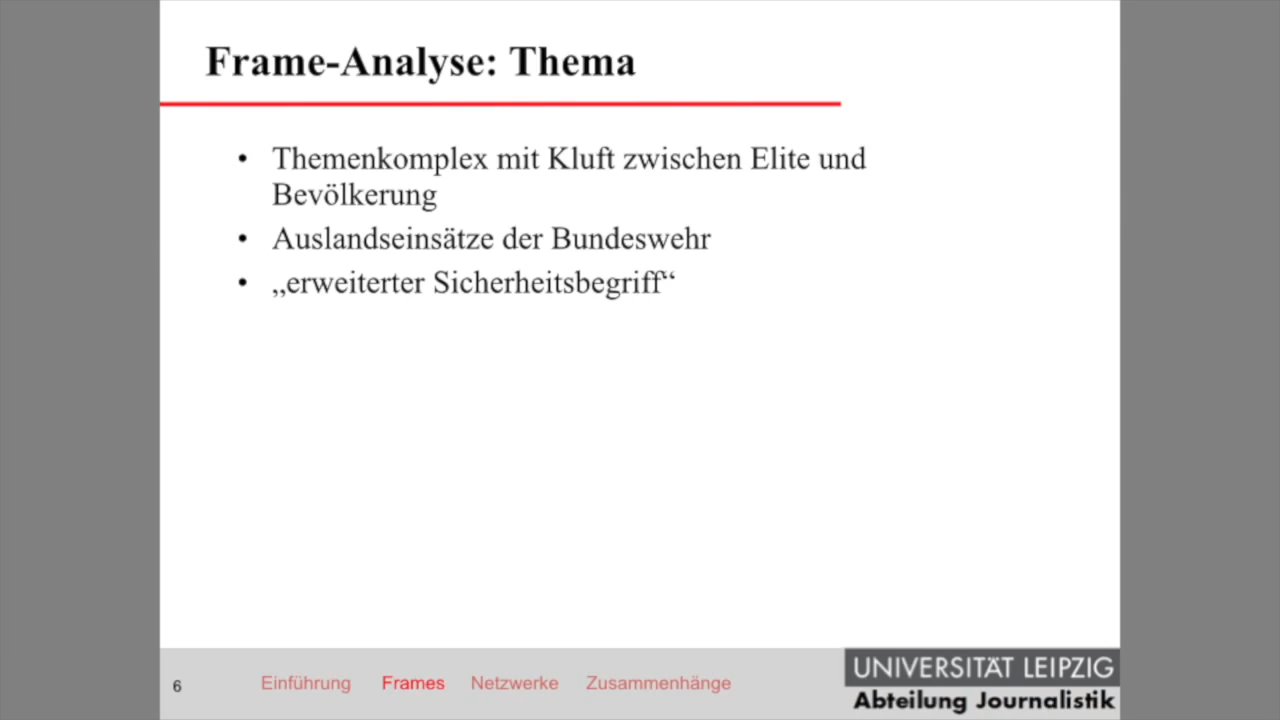 Frame-Analyse: Thema
• Themenkomplex mit Kluft zwischen Elite und
Bevölkerung
• Auslandseinsätze der Bundeswehr
• „erweiterter Sicherheitsbegriff“
6 Einführung Frames Netzwerke Zusammenhänge
UNIVERSITÄT LEIPZIG
Abteilung Journalistik